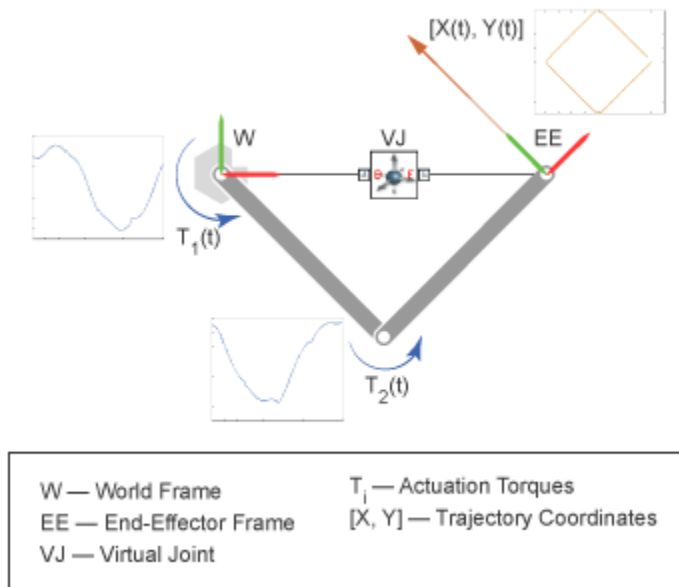 [X(t), Y(t)]
W
VJ
EE
T1(t)
T2(t)
W — World Frame
EE — End-Effector Frame
VJ — Virtual Joint
Ti — Actuation Torques
[X, Y] — Trajectory Coordinates